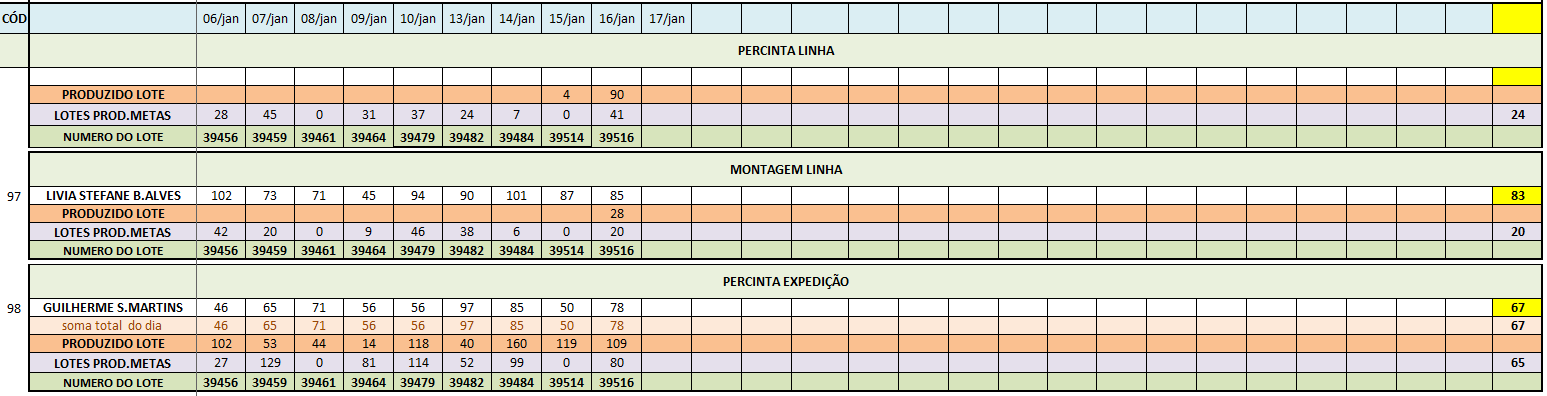 CÓD 06/jan 07/jan 08/jan 09/jan 10/jan 13/jan 14/jan 15/jan 16/jan 17/jan
PERCINTA LINHA
PRODUZIDO LOTE 4 90
LOTES PROD.METAS 28 45 0 31 37 24 7 0 41 24
NUMERO DO LOTE 39456 39459 39461 39464 39479 39482 39484 39514 39516
MONTAGEM LINHA
97 LIVIA STEFANE B.ALVES 102 73 71 45 94 90 101 87 85 83
PRODUZIDO LOTE 28
LOTES PROD.METAS 42 20 0 9 46 38 6 0 20 20
NUMERO DO LOTE 39456 39459 39461 39464 39479 39482 39484 39514 39516
PERCINTA EXPEDIÇÃO
98 GUILHERME S.MARTINS 46 65 71 56 56 97 85 50 78 67
soma total do dia 46 65 71 56 56 97 85 50 78 67
PRODUZIDO LOTE 102 53 44 14 118 40 160 119 109
LOTES PROD.METAS 27 129 0 81 114 52 99 0 80 65
NUMERO DO LOTE 39456 39459 39461 39464 39479 39482 39484 39514 39516